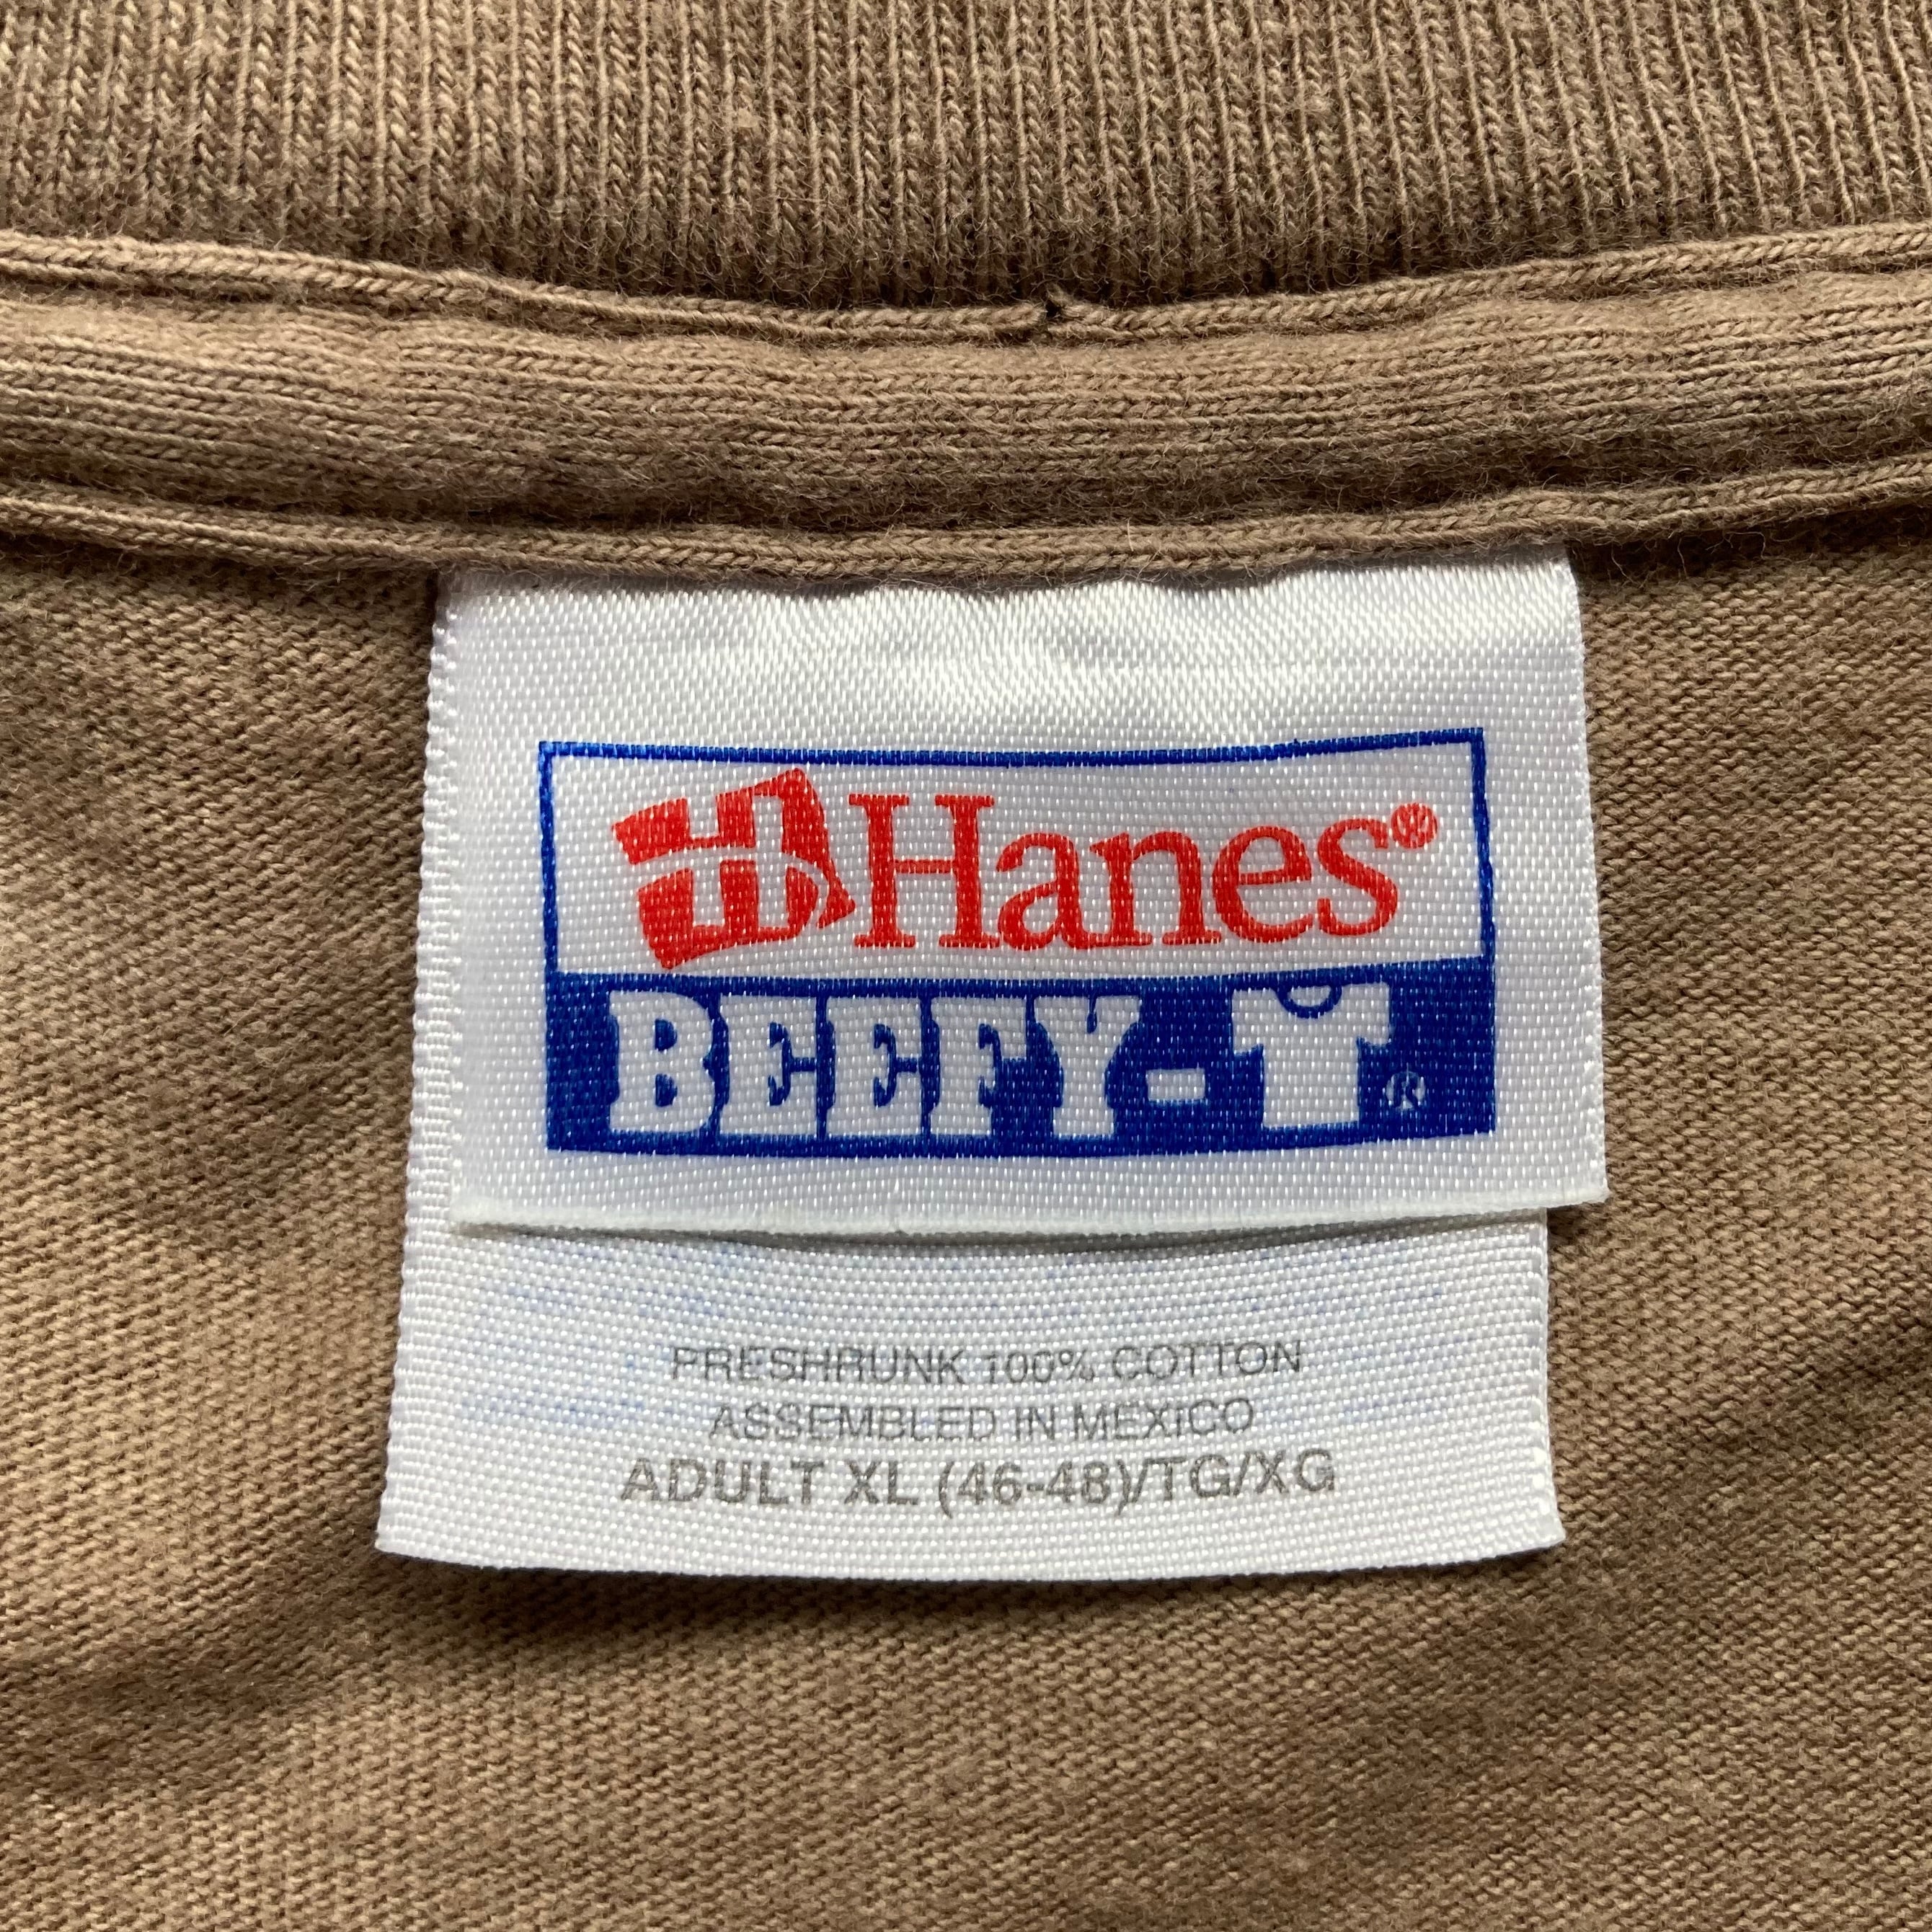 H Hanes®
BEEFY-T®
PRESHRUNK 100% COTTON
ASSEMBLED IN MEXICO
ADULT XL (46-48)/TG/XG